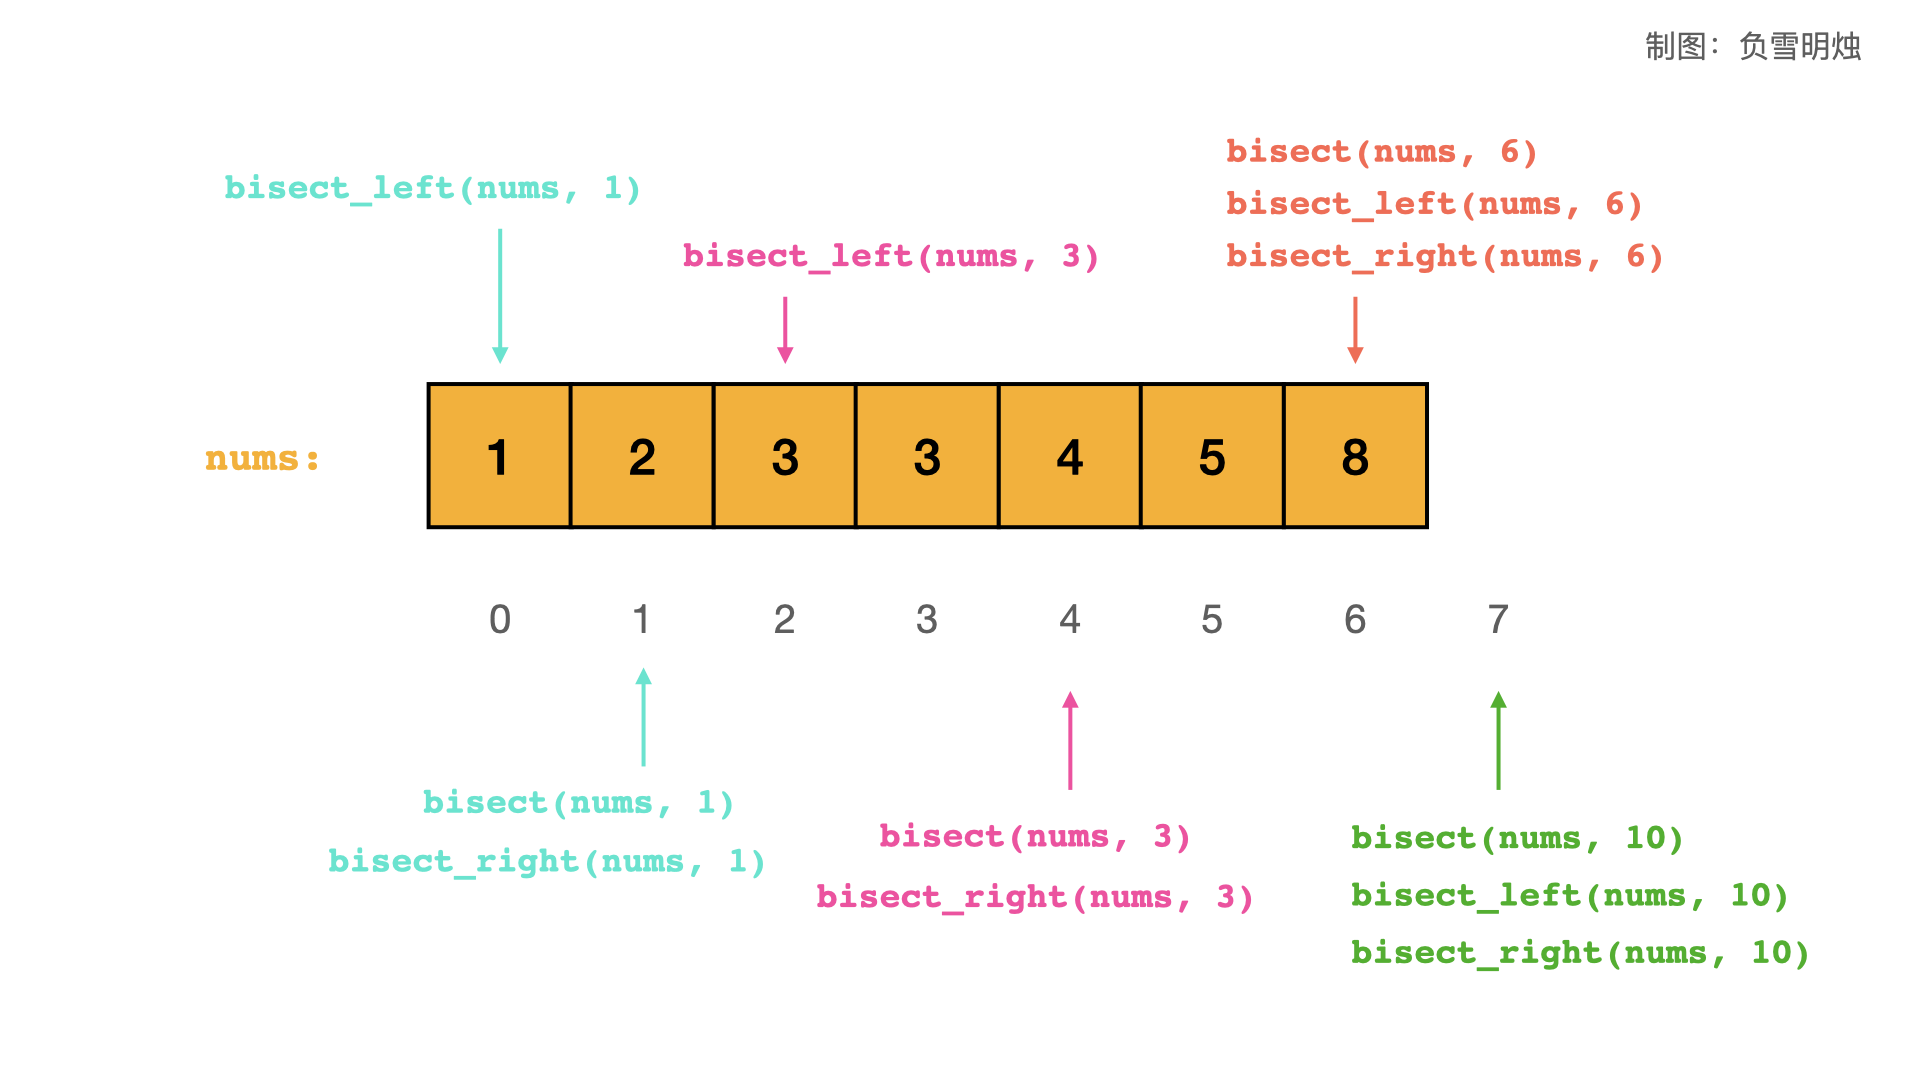 制图：负雪明烛
bisect(nums, 6)
bisect_left(nums, 1)
bisect_left(nums, 6)
bisect_left(nums, 3)
bisect_right(nums, 6)
nums:
1 2 3 3 4 5 8
0 1 2 3 4 5 6 7
bisect(nums, 1)
bisect_right(nums, 1)
bisect(nums, 3)
bisect_right(nums, 3)
bisect(nums, 10)
bisect_left(nums, 10)
bisect_right(nums, 10)